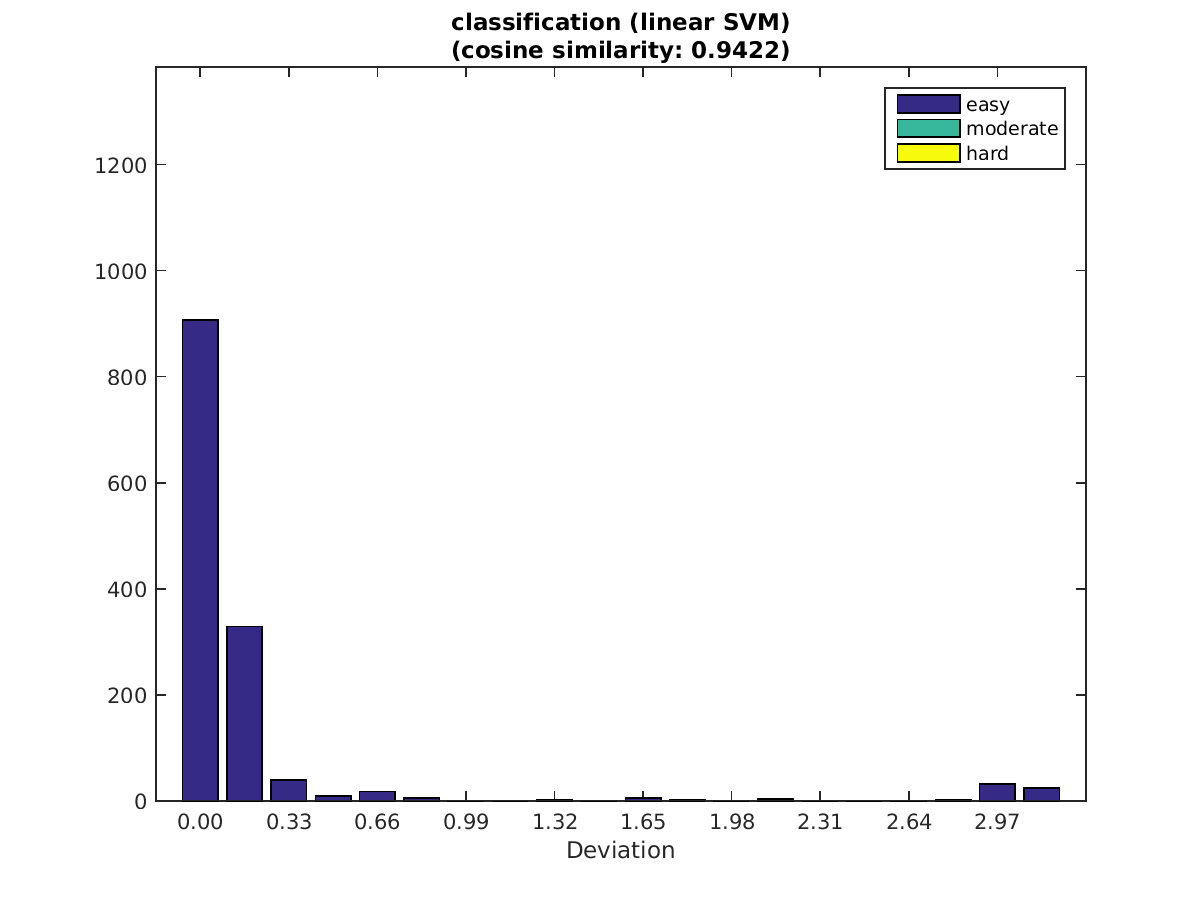 classification (linear SVM)
(cosine similarity: 0.9422)
easy
moderate
hard
1200
1000
800
600
400
200
0
0.00 0.33 0.66 0.99 1.32 1.65 1.98 2.31 2.64 2.97
Deviation